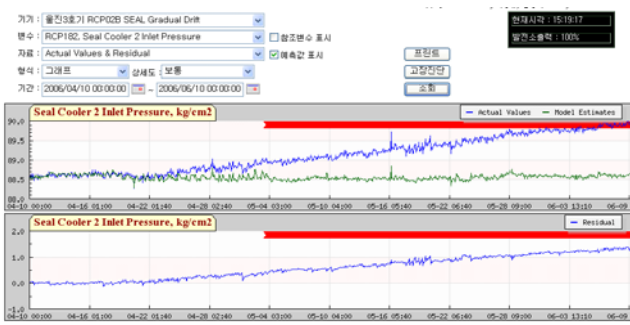 기기 : 울진3호기 RCP02B SEAL Gradual Drift
변수 : RCP182, Seal Cooler 2 Inlet Pressure
참조변수 표시
자료 : Actual Values & Residual
예측값 표시
프린트
형식 : 그래프
상세도 : 보통
고장진단
기간 : 2006/04/10 00:00:00 ~ 2006/06/10 00:00:00
조회
현재시각 : 15:19:17
발전소출력 : 100%
Seal Cooler 2 Inlet Pressure, kg/cm2
Actual Values Model Estimates
90.0
89.5
89.0
88.5
88.0
04-10 00:00 04-16 01:00 04-22 01:40 04-28 02:40 05-04 03:00 05-10 04:00 05-16 05:40 05-22 06:40 05-28 09:00 06-03 13:10 06-09
Seal Cooler 2 Inlet Pressure, kg/cm2
Residual
2.0
1.0
0.0
-1.0
04-10 00:00 04-16 01:00 04-22 01:40 04-28 02:40 05-04 03:00 05-10 04:00 05-16 05:40 05-22 06:40 05-28 09:00 06-03 13:10 06-09